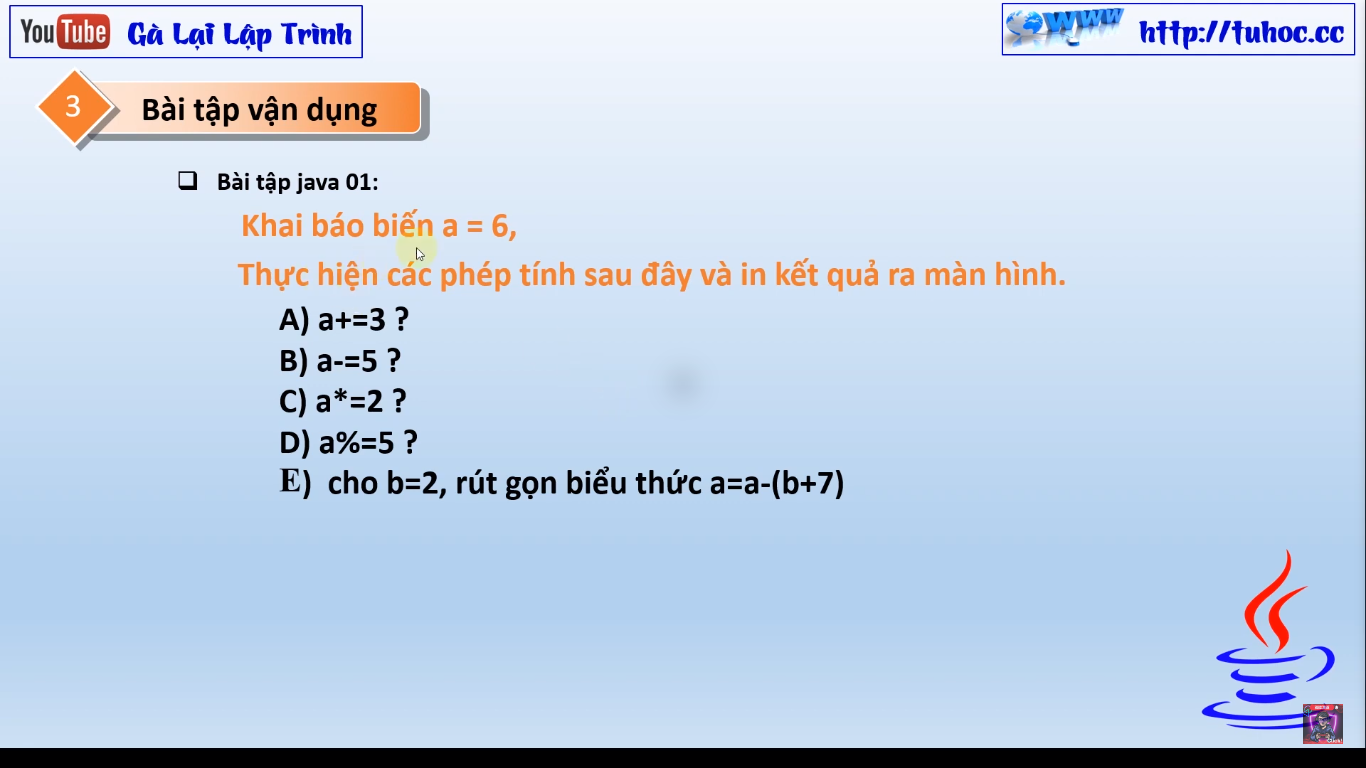 YouTube Gà Lại Lập Trình
WWW http://tuhoc.cc
3 Bài tập vận dụng
Bài tập java 01:
Khai báo biến a = 6,
Thực hiện các phép tính sau đây và in kết quả ra màn hình.
A) a+=3 ?
B) a-=5 ?
C) a*=2 ?
D) a%=5 ?
E) cho b=2, rút gọn biểu thức a=a-(b+7)